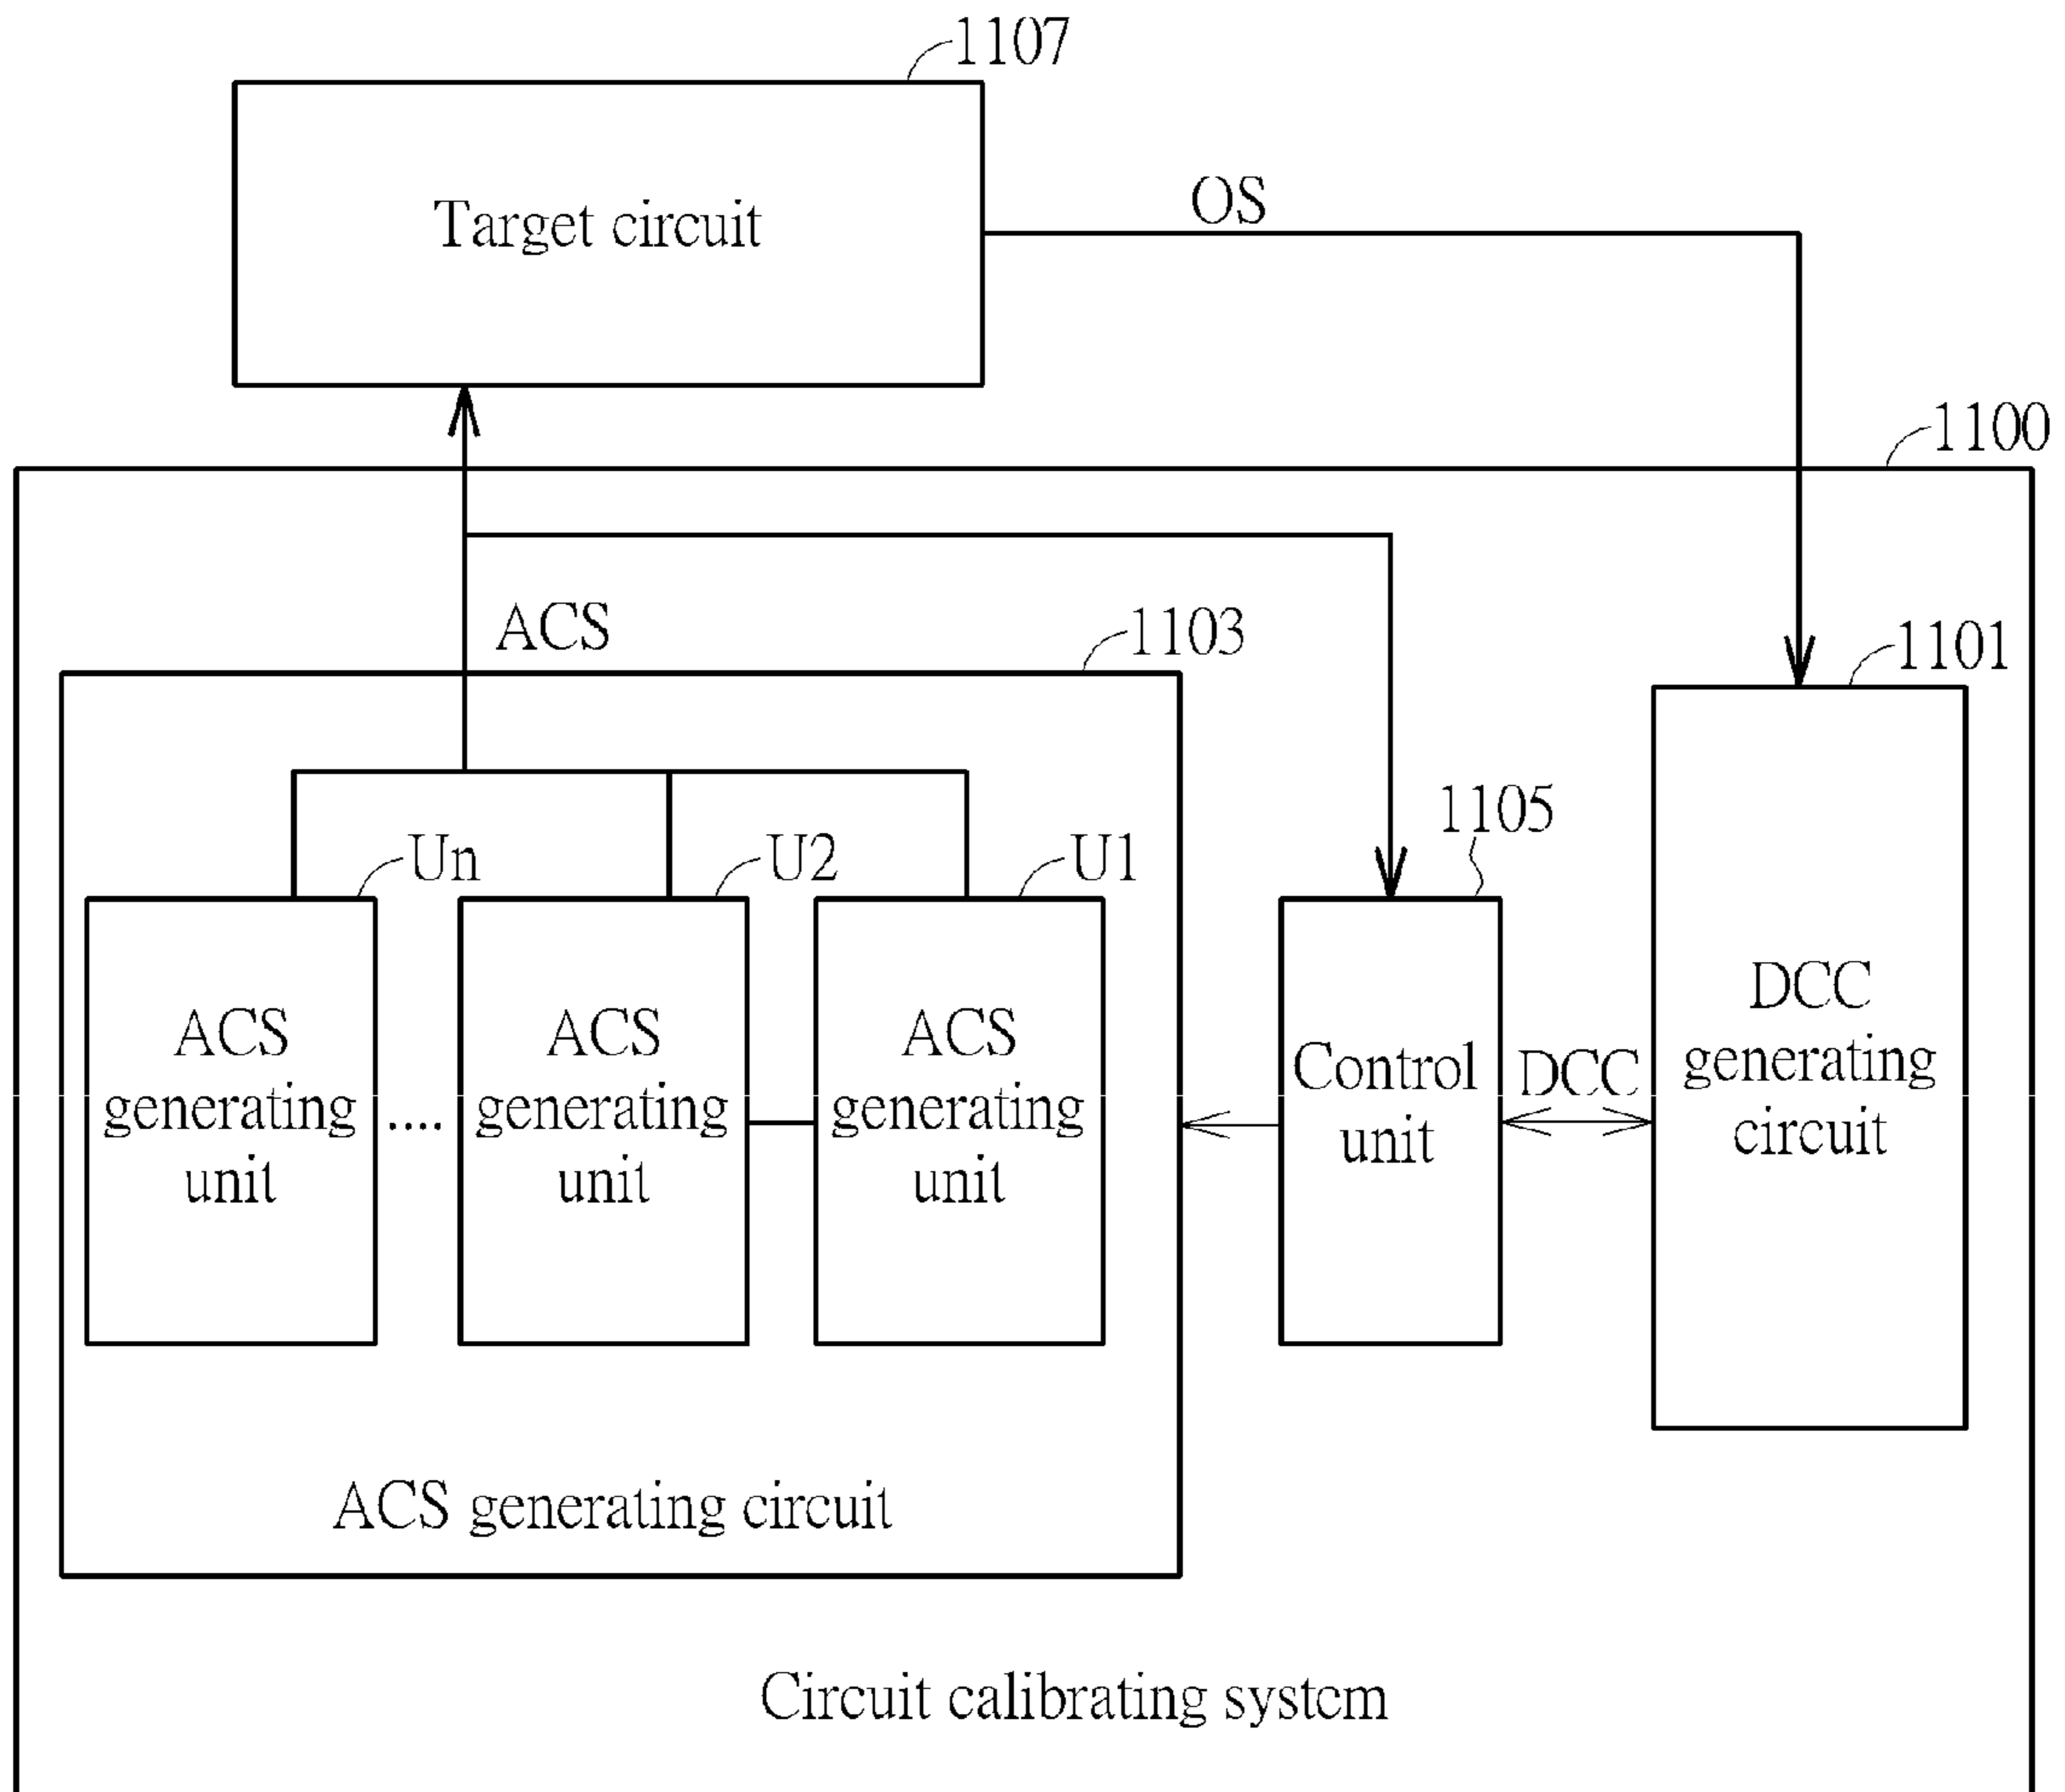 1107
Target circuit
OS
1100
ACS
1103
1101
1105
Un
U2
U1
ACS
generating
unit
....
ACS
generating
unit
ACS
generating
unit
Control
unit
DCC
DCC
generating
circuit
ACS generating circuit
Circuit calibrating system